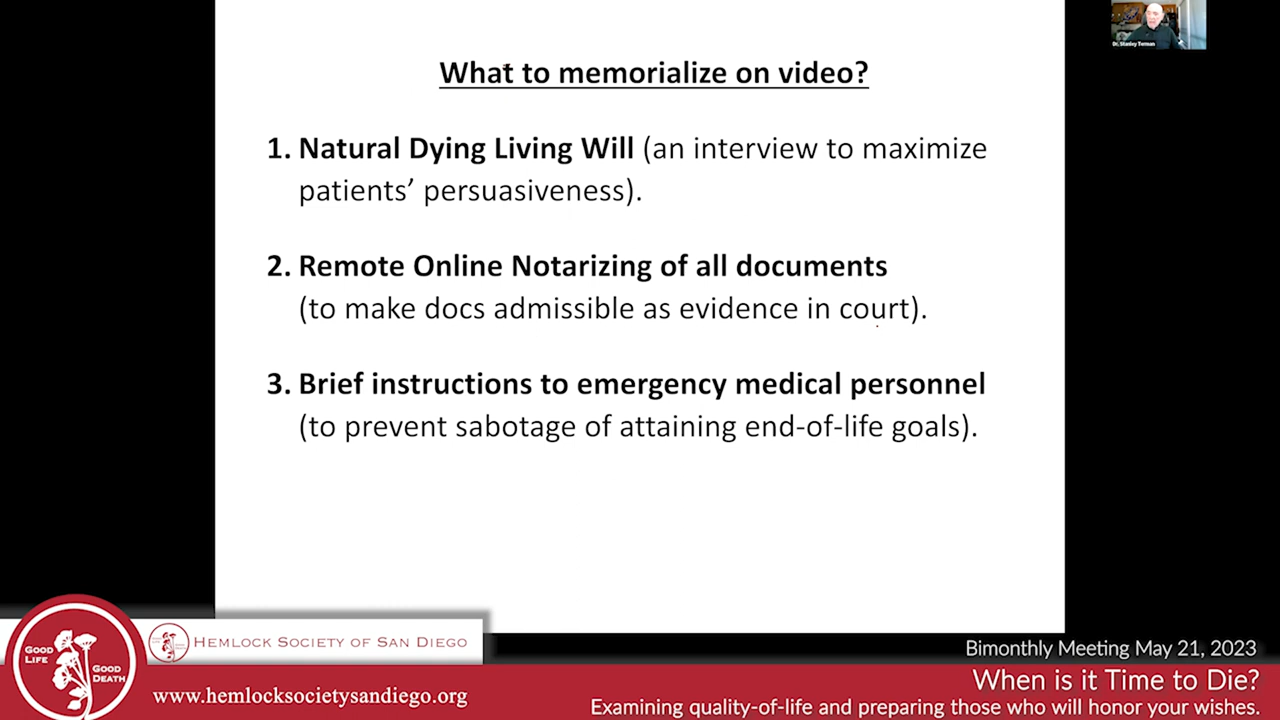 Dr. Stanley Terman
What to memorialize on video?
1. Natural Dying Living Will (an interview to maximize
patients’ persuasiveness).
2. Remote Online Notarizing of all documents
(to make docs admissible as evidence in court).
3. Brief instructions to emergency medical personnel
(to prevent sabotage of attaining end-of-life goals).
GOOD
LIFE
GOOD
DEATH
HEMLOCK SOCIETY OF SAN DIEGO
www.hemlocksocietysandiego.org
Bimonthly Meeting May 21, 2023
When is it Time to Die?
Examining quality-of-life and preparing those who will honor your wishes.